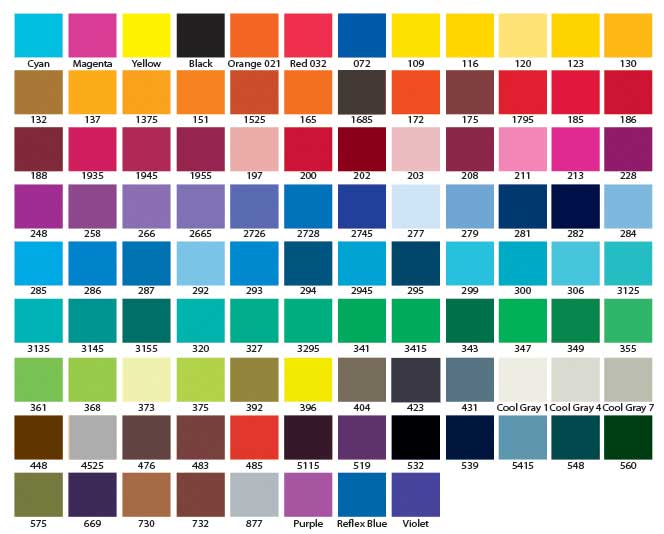 Cyan Magenta Yellow Black Orange 021 Red 032 072 109 116 120 123 130
132 137 1375 151 1525 165 1685 172 175 1795 185 186
188 1935 1945 1955 197 200 202 203 208 211 213 228
248 258 266 2665 2726 2728 2745 277 279 281 282 284
285 286 287 292 293 294 2945 295 299 300 306 3125
3135 3145 3155 320 327 3295 341 3415 343 347 349 355
361 368 373 375 392 396 404 423 431 Cool Gray 1 Cool Gray 4 Cool Gray 7
448 4525 476 483 485 5115 519 532 539 5415 548 560
575 669 730 732 877 Purple Reflex Blue Violet